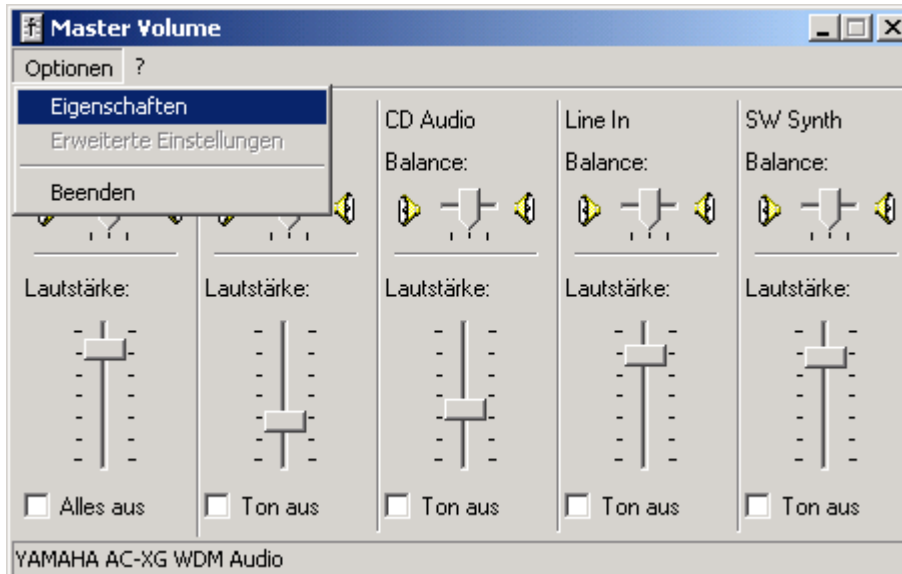 Master Volume
Optionen ?
Eigenschaften
Erweiterte Einstellungen
Beenden
CD Audio
Line In
SW Synth
Balance:
Balance:
Balance:
Lautstärke:
Lautstärke:
Lautstärke:
Lautstärke:
Lautstärke:
Alles aus
Ton aus
Ton aus
Ton aus
Ton aus
YAMAHA AC-XG WDM Audio